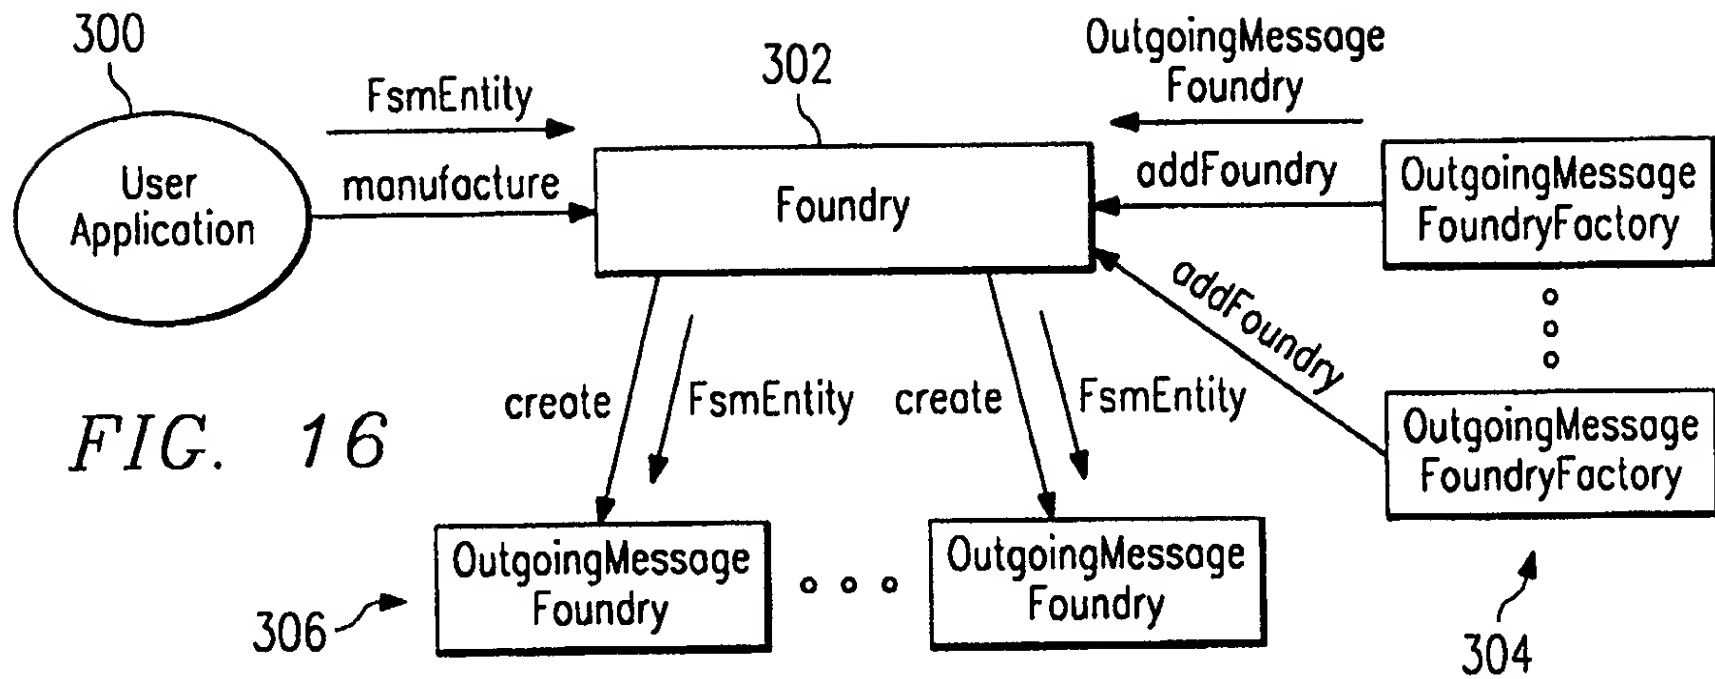 300
FsmEntity
manufacture
User
Application
302
Foundry
OutgoingMessage
Foundry
addFoundry
OutgoingMessage
FoundryFactory
addFoundry
OutgoingMessage
FoundryFactory
304
create
FsmEntity
create
FsmEntity
FIG. 16
OutgoingMessage
Foundry
OutgoingMessage
Foundry
306